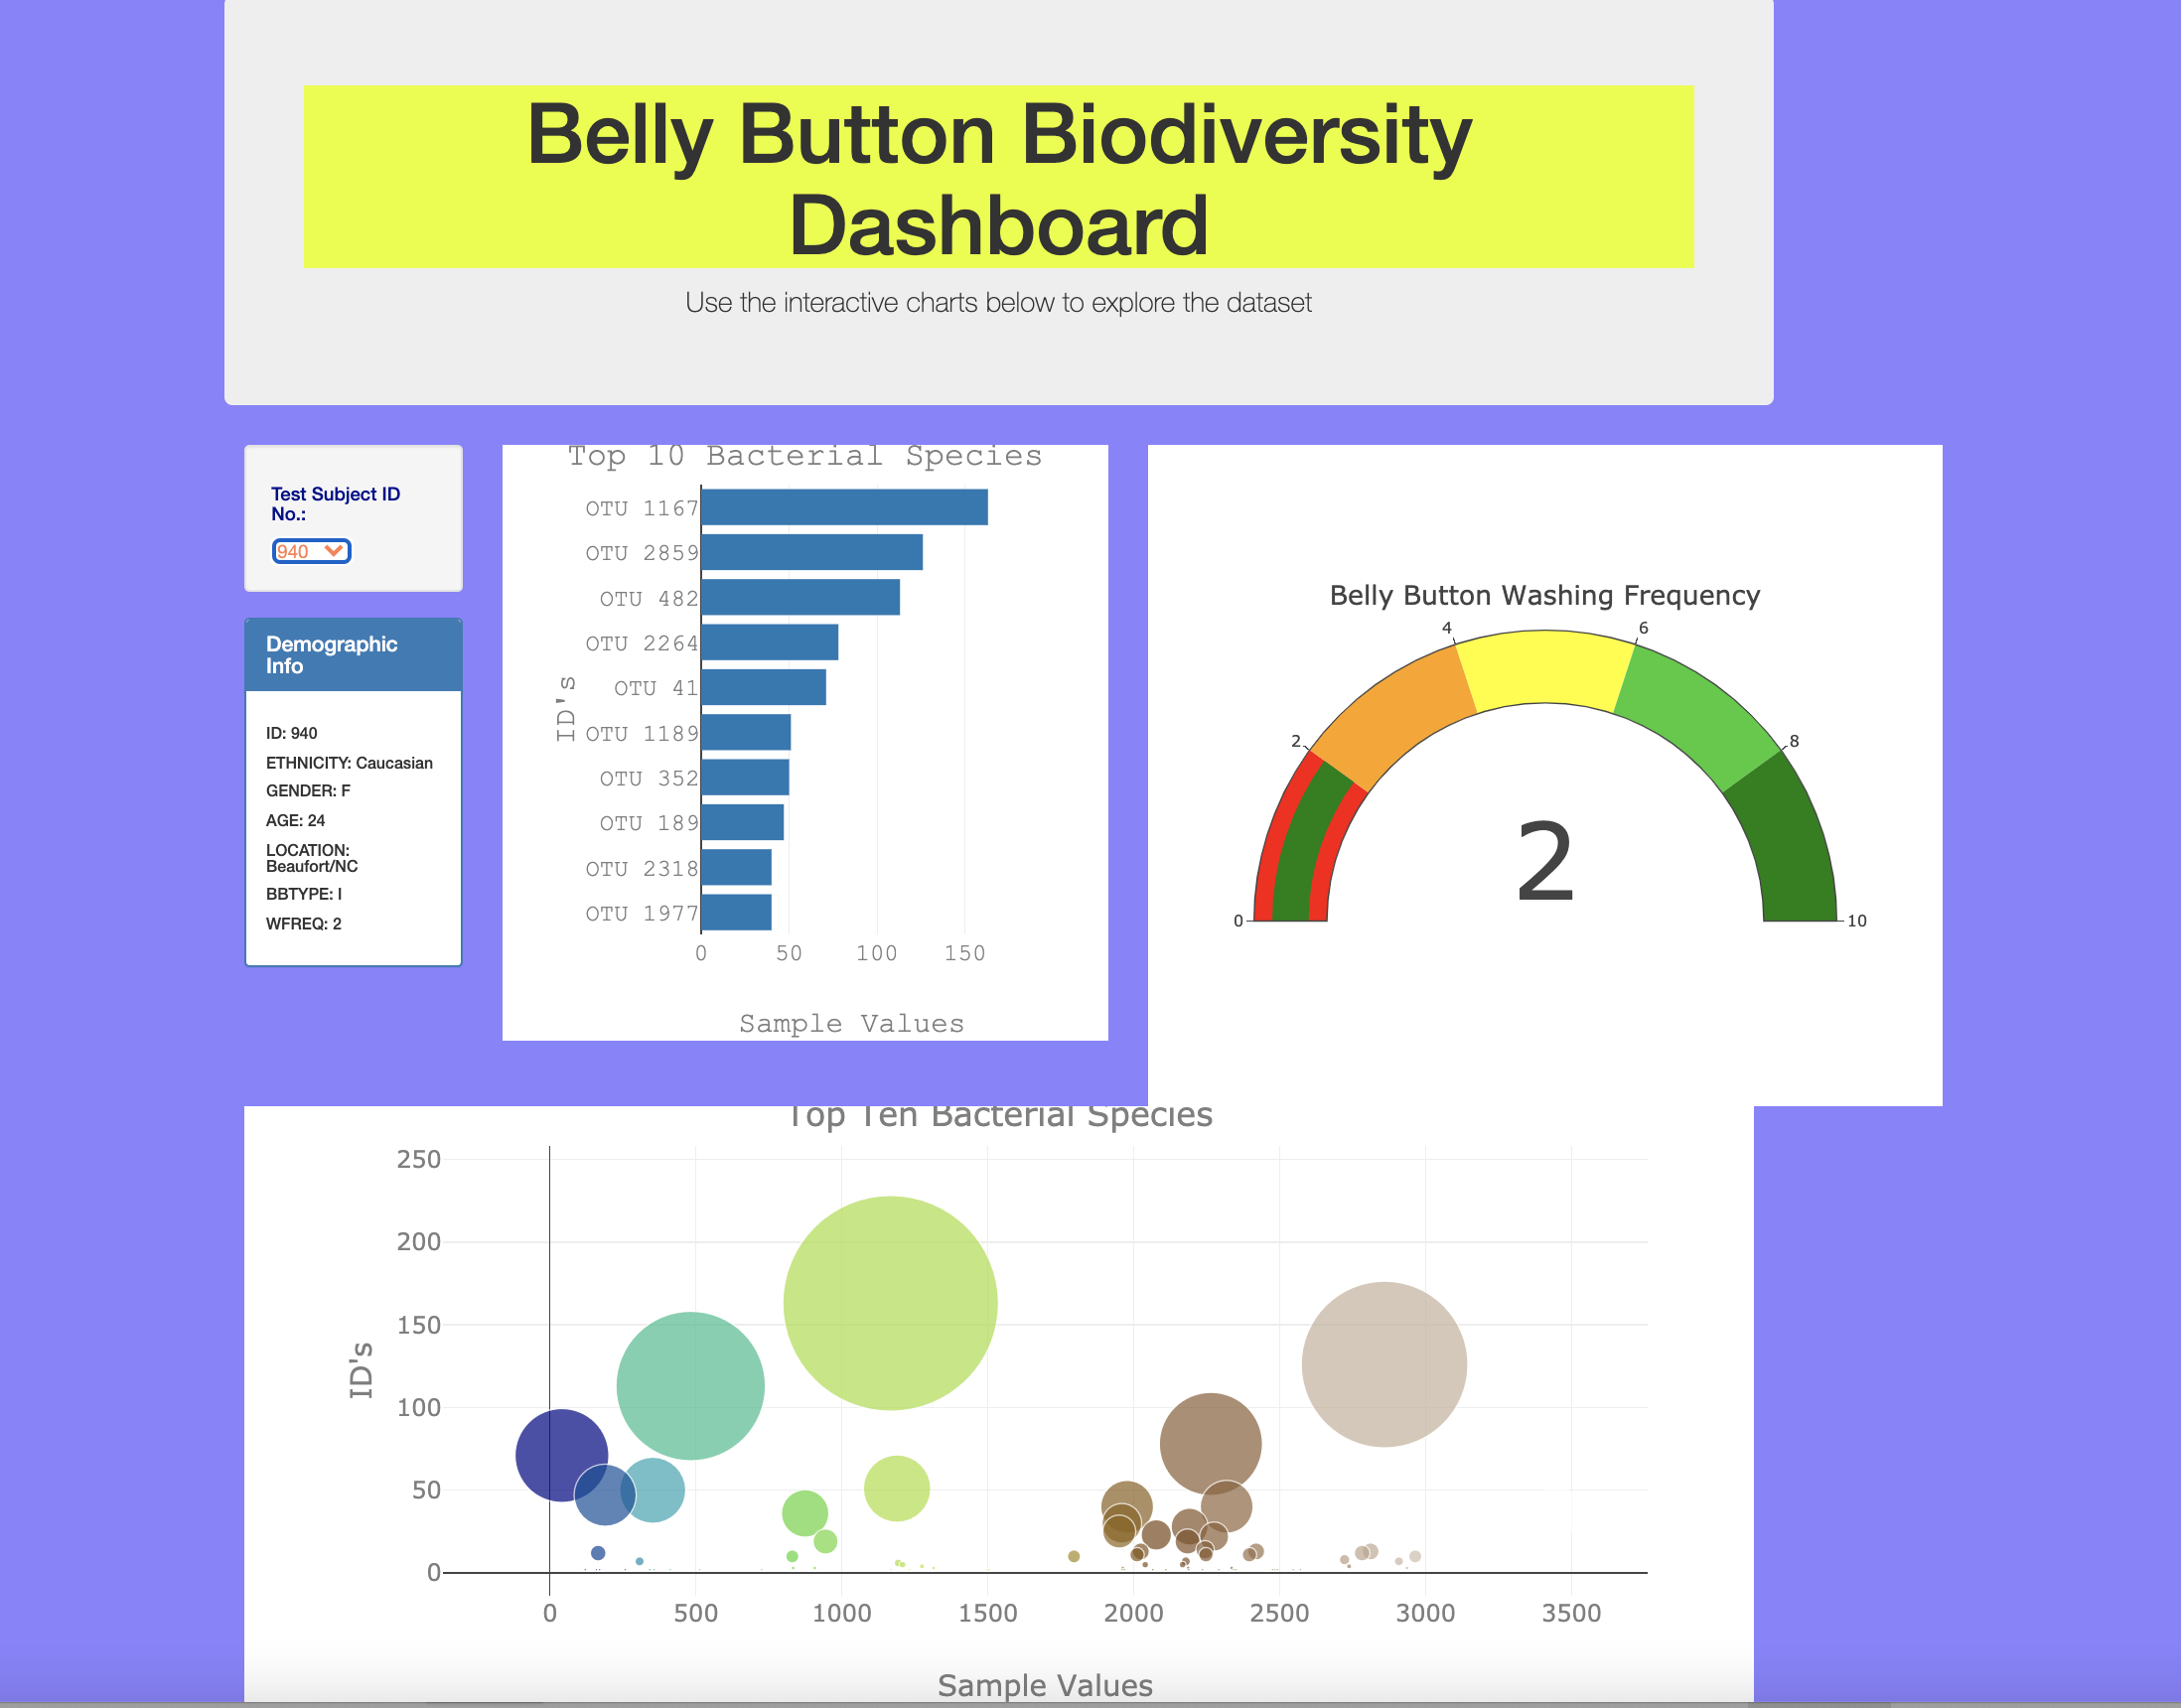 Belly Button Biodiversity
Dashboard
Use the interactive charts below to explore the dataset
Test Subject ID
No.:
940
Demographic
Info
ID: 940
ETHNICITY: Caucasian
GENDER: F
AGE: 24
LOCATION:
Beaufort/NC
BBTYPE: I
WFREQ: 2
Top 10 Bacterial Species
ID's
OTU 1167
OTU 2859
OTU 482
OTU 2264
OTU 41
OTU 1189
OTU 352
OTU 189
OTU 2318
OTU 1977
0 50 100 150
Sample Values
Belly Button Washing Frequency
0
2
4
6
8
10
2
Top Ten Bacterial Species
ID's
250
200
150
100
50
0
0 500 1000 1500 2000 2500 3000 3500
Sample Values